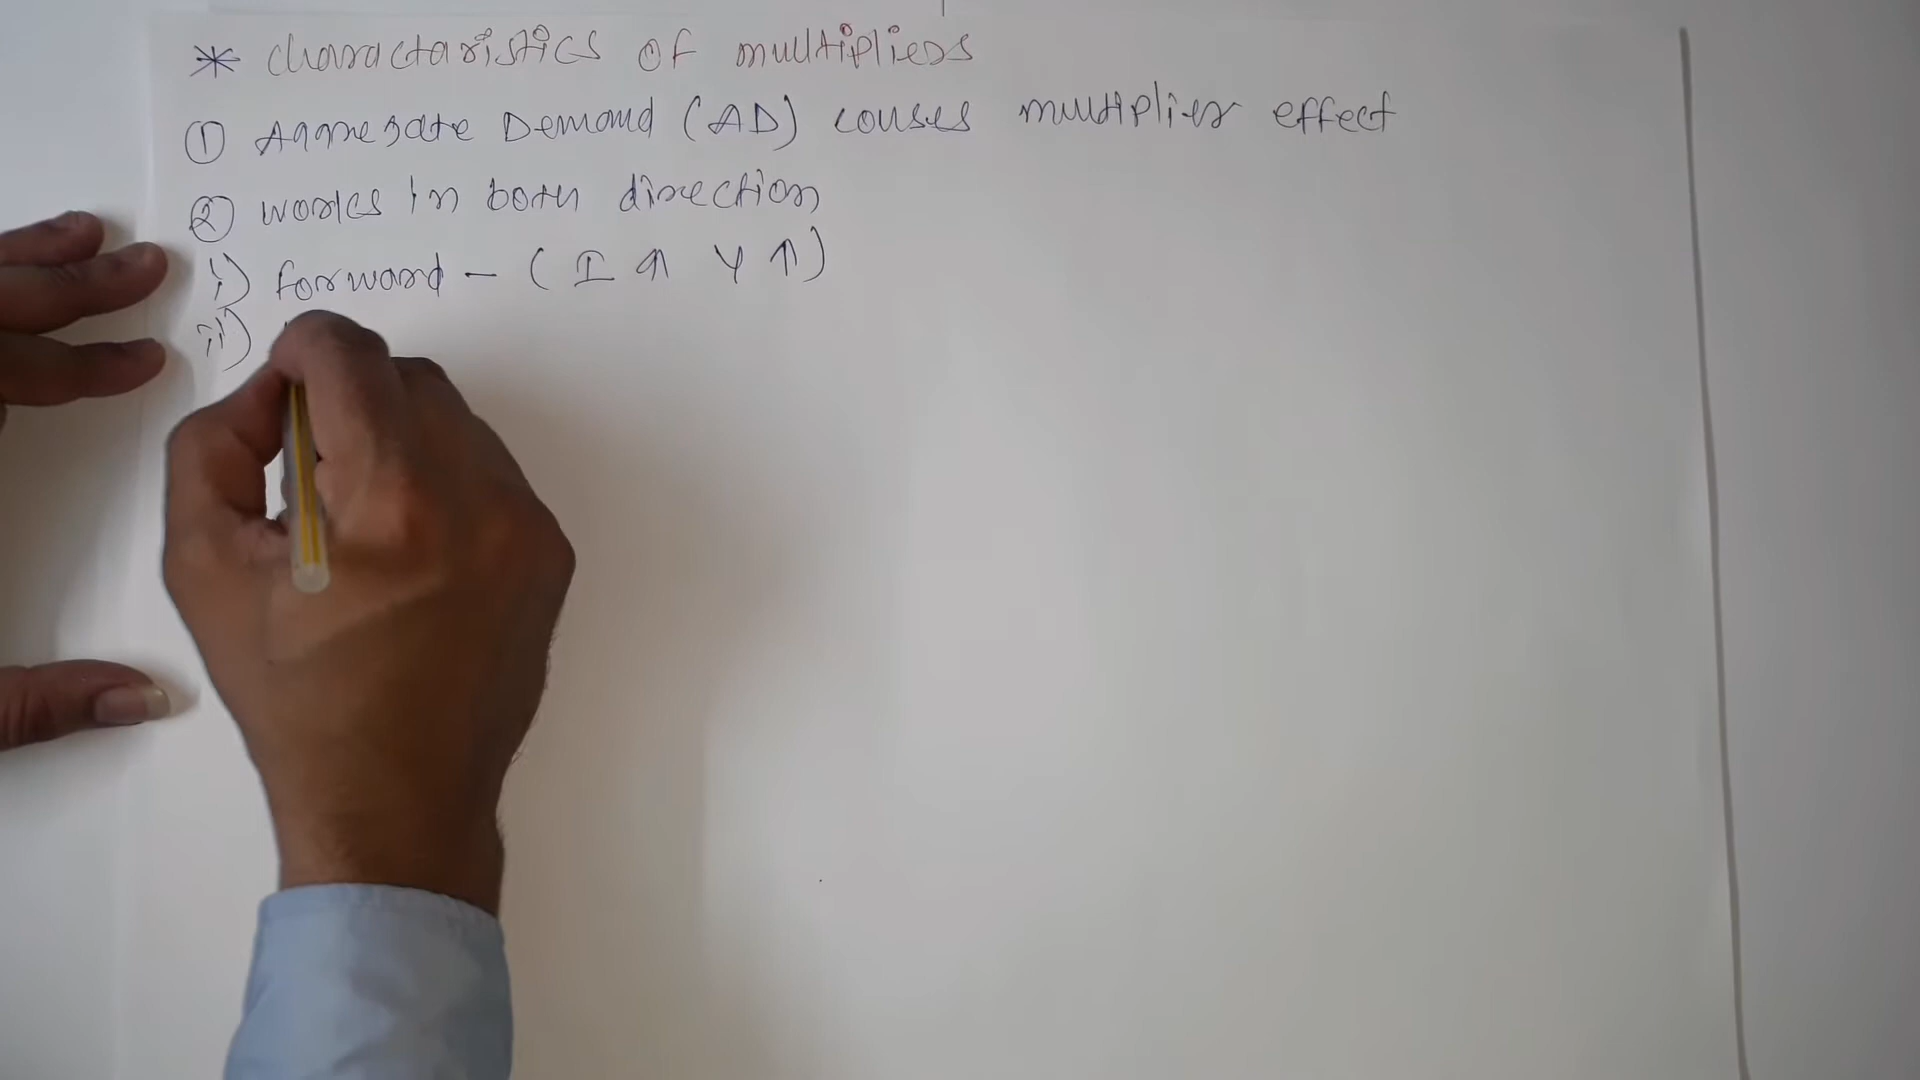 * characteristics of multipliers
① Aggregate Demand (AD) causes multiplier effect
② works in both direction
i) forward - (I ↑ Y ↑)
ii)